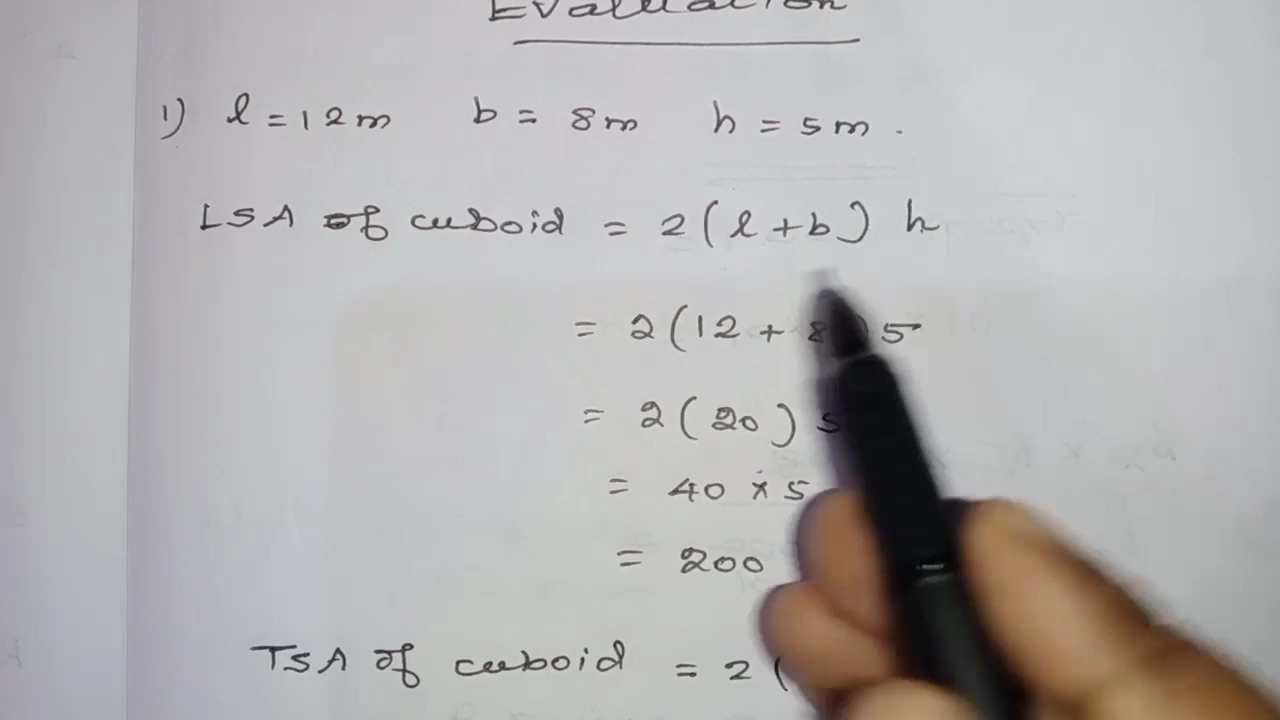 Evaluation
1) l = 12m b = 8m h = 5m.
LSA of cuboid = 2(l+b) h
= 2(12 + 8) 5
= 2(20) 5
= 40 × 5
= 200
TSA of cuboid = 2(